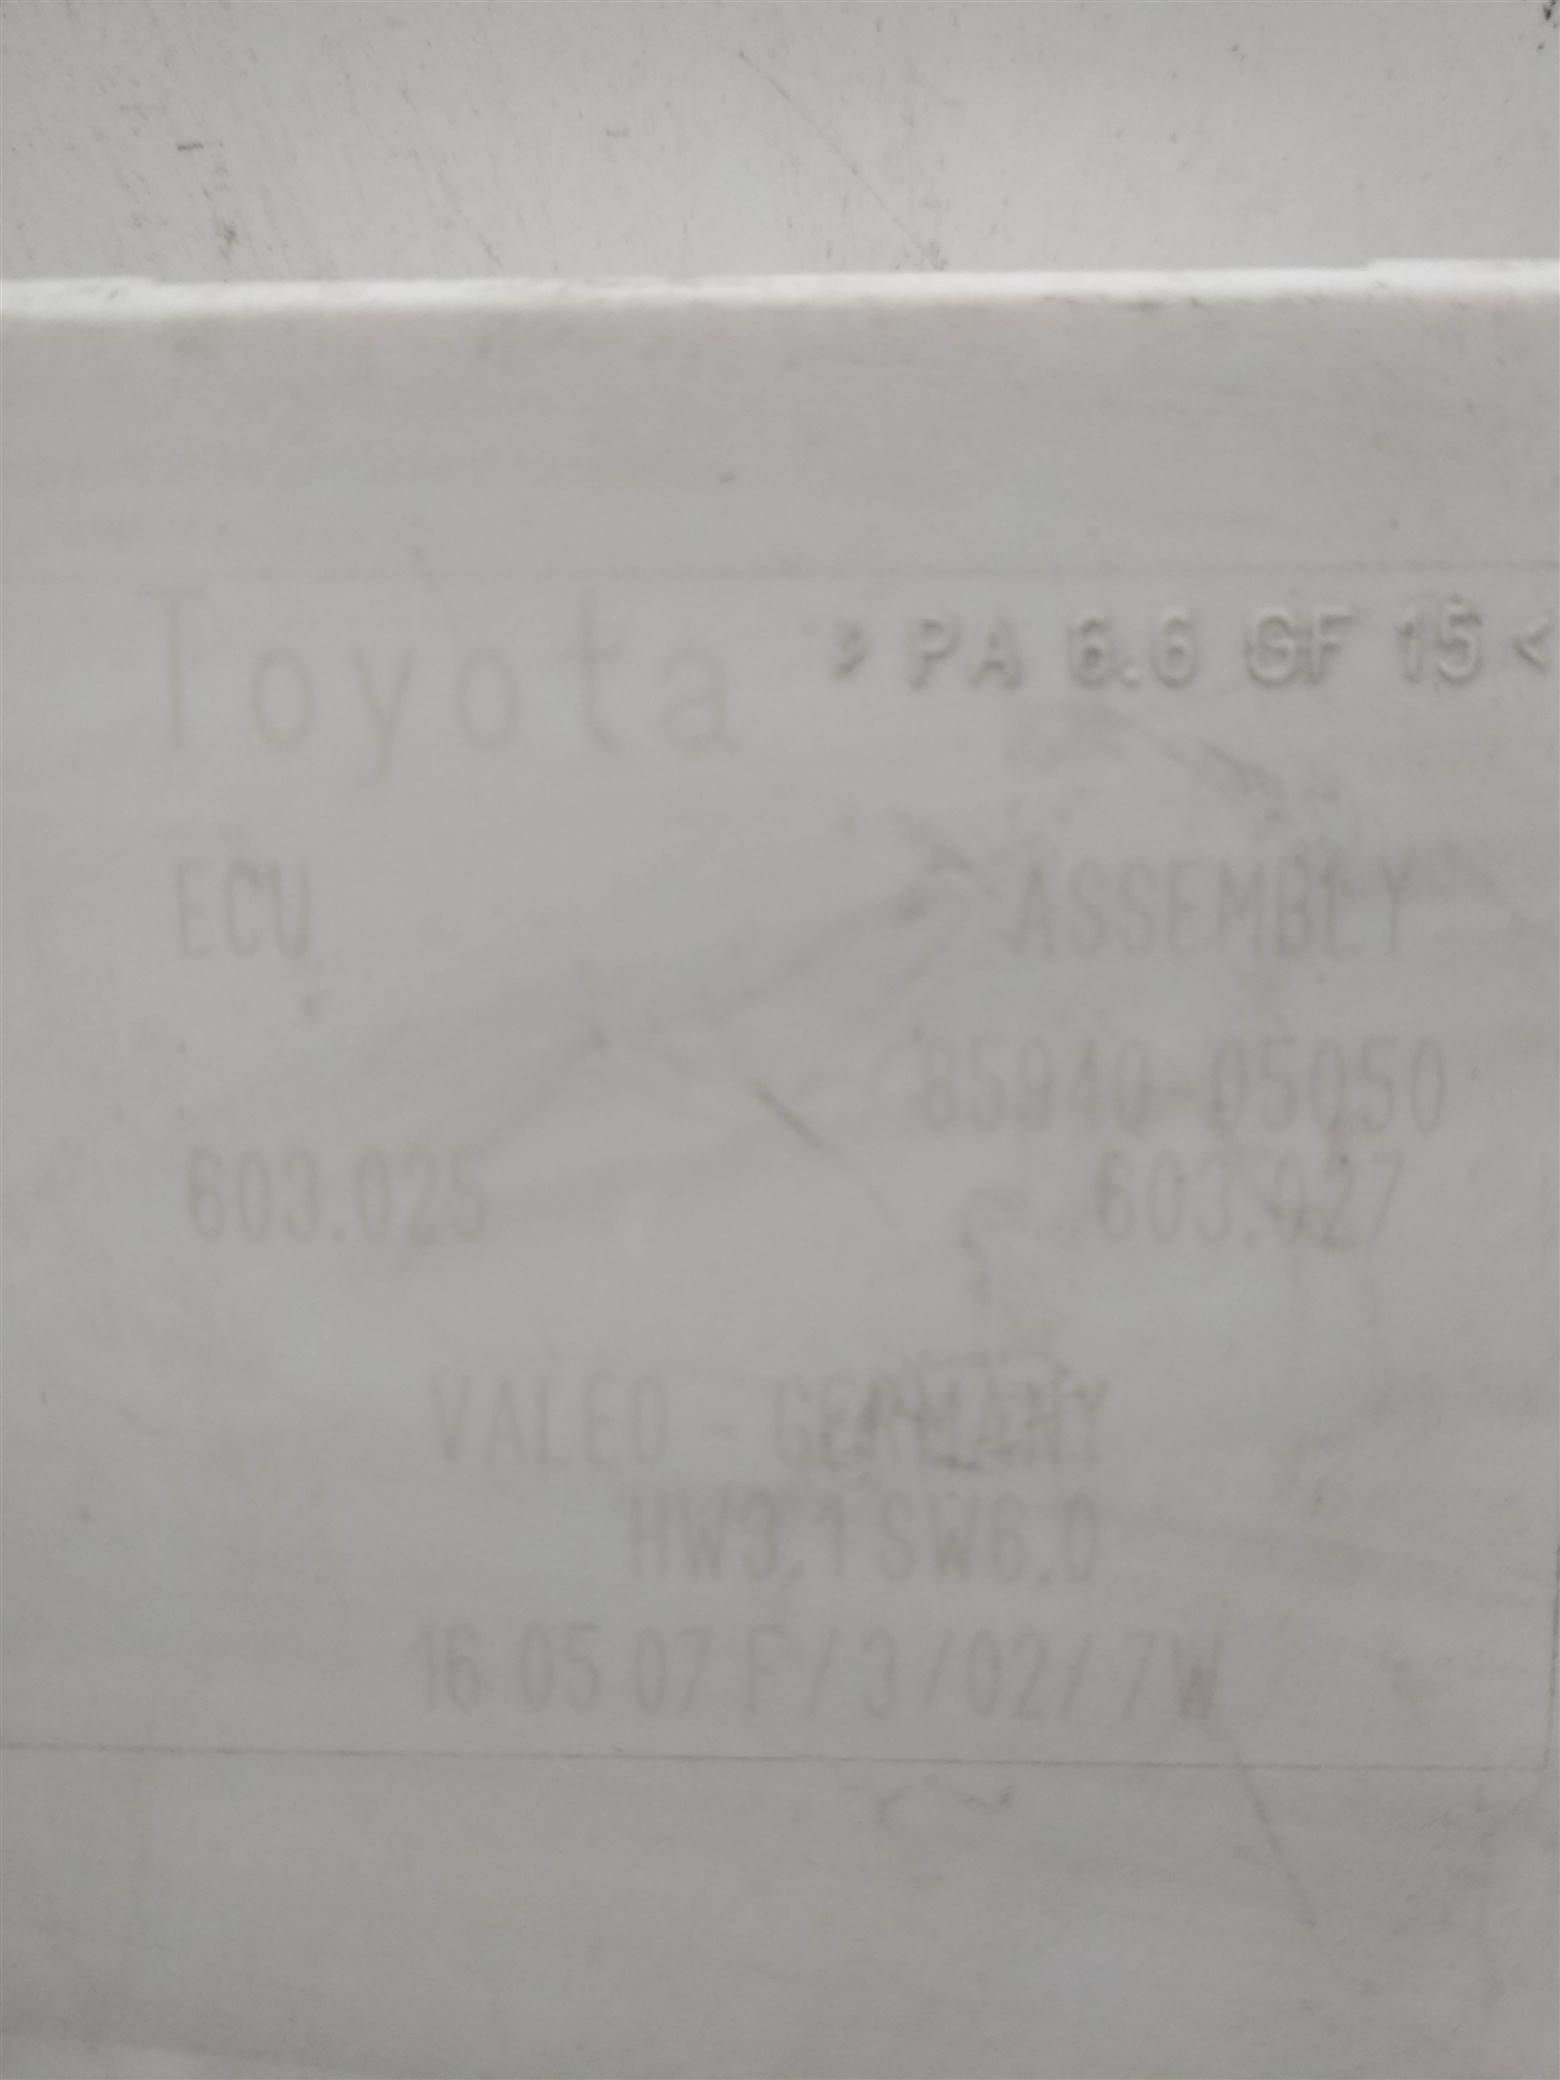 Toyota >PA 6.6 GF 15<
ECU ASSEMBLY
85940-05050
603.025 603.027
VALEO - GERMANY
HW3.1 SW6.0
16 05 07 F/3/02/7W